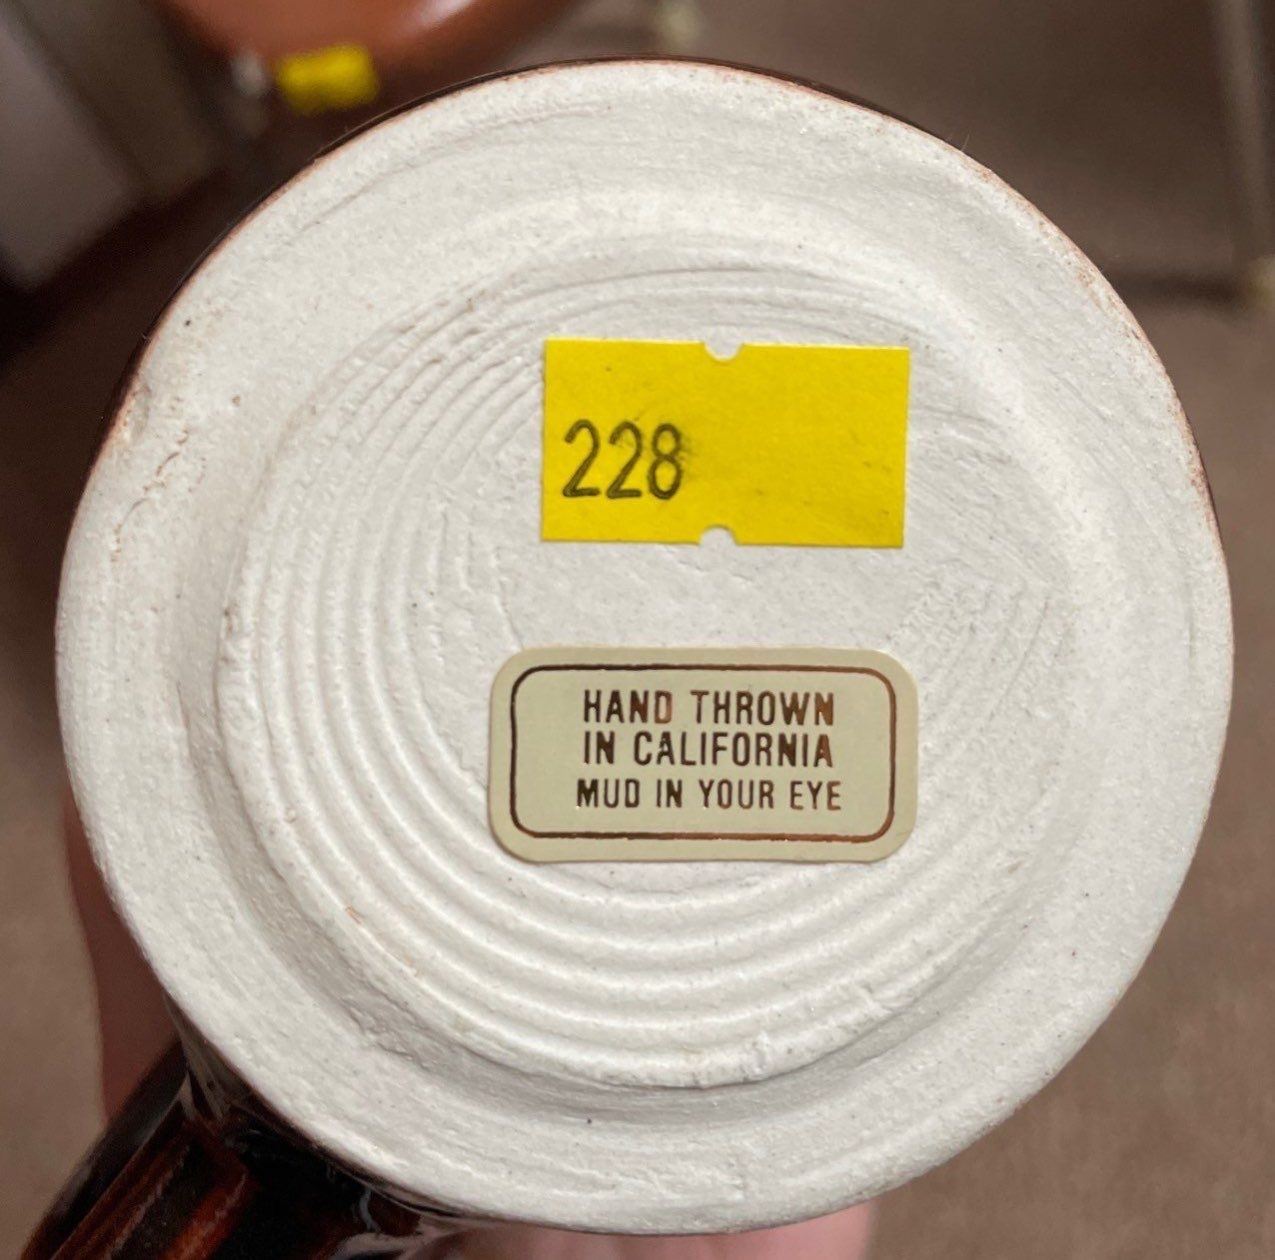 228
HAND THROWN
IN CALIFORNIA
MUD IN YOUR EYE